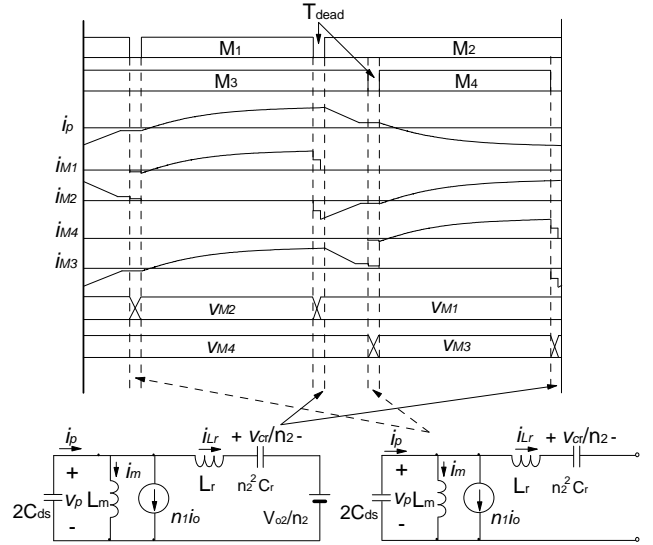 Tdead
M1 M2
M3 M4
ip
iM1
iM2
iM4
iM3
vM2 vM1
vM4 vM3
ip iLr + vcr/n2 - ip iLr + vcr/n2 -
+ im Lr n2²Cr + im Lr n2²Cr
2Cds vp Lm n1io Vo2/n2 2Cds vp Lm n1io
- -